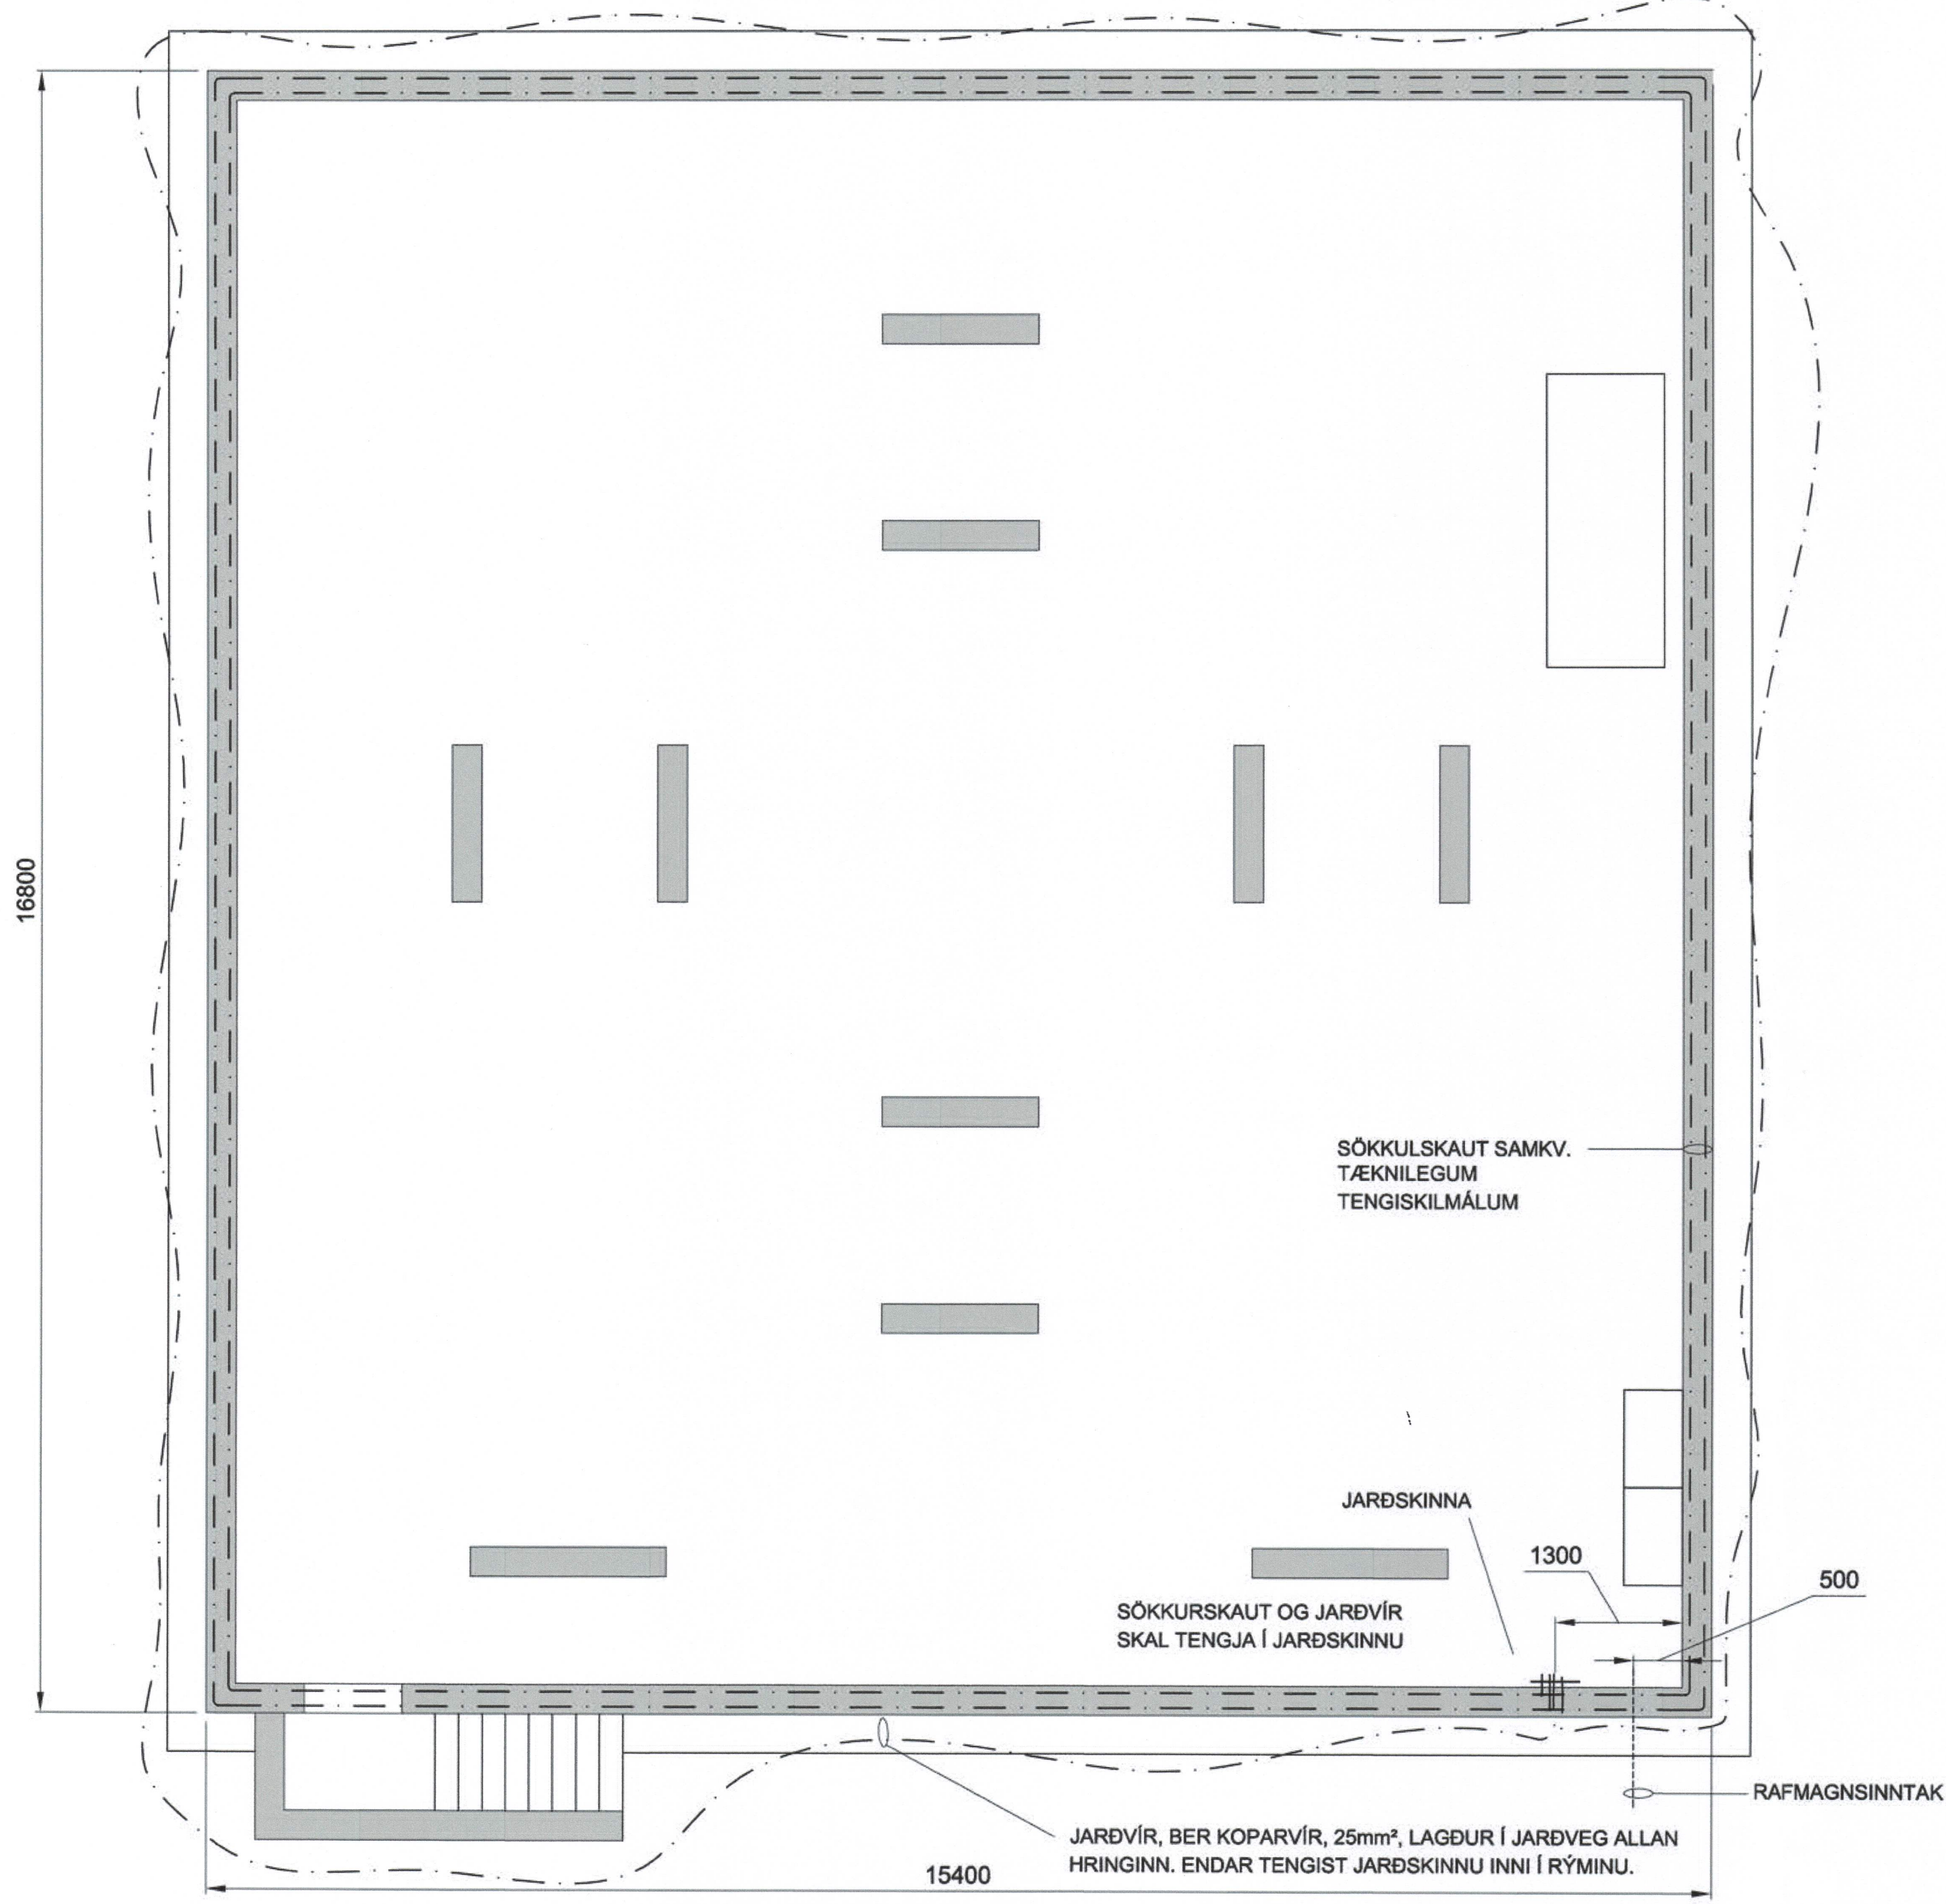 16800
SÖKKULSKAUT SAMKV.
TÆKNILEGUM
TENGISKILMÁLUM
JARÐSKINNA
1300
500
SÖKKURSKAUT OG JARÐVÍR
SKAL TENGJA Í JARÐSKINNU
RAFMAGNSINNTAK
JARÐVÍR, BER KOPARVÍR, 25mm², LAGÐUR Í JARÐVEG ALLAN
HRINGINN. ENDAR TENGIST JARÐSKINNU INNI Í RÝMINU.
15400